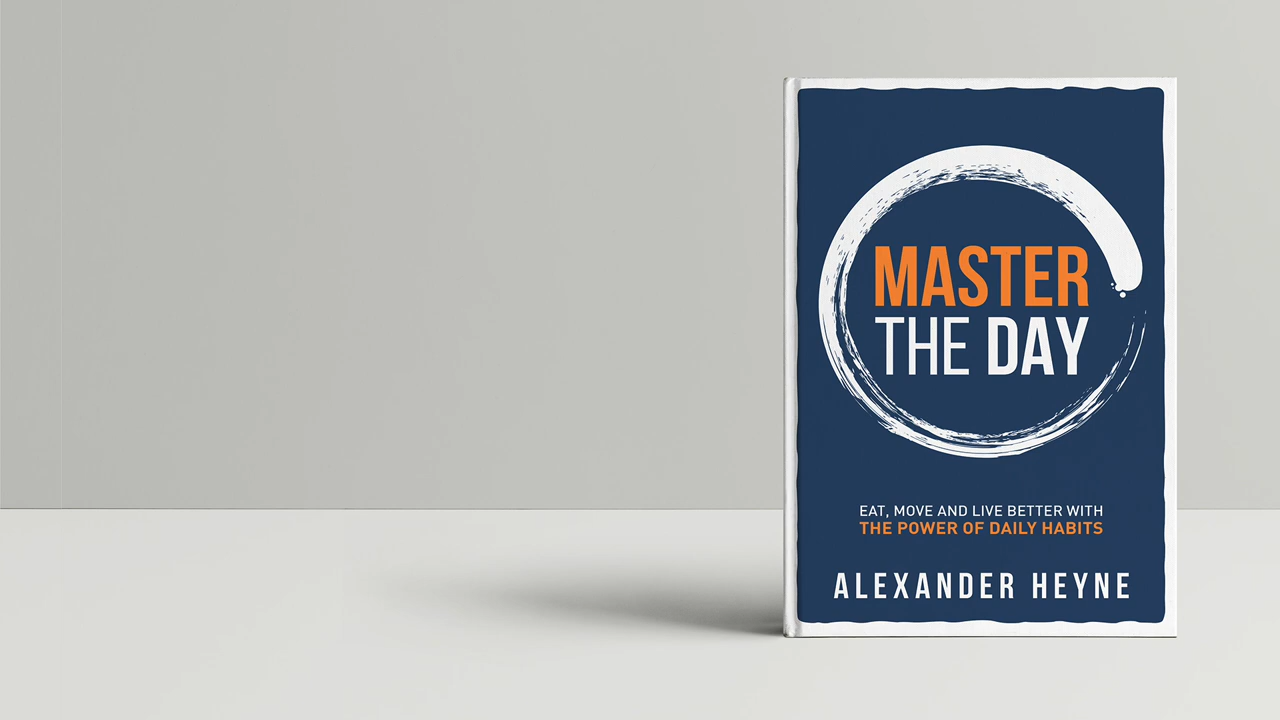 MASTER
THE DAY
EAT, MOVE AND LIVE BETTER WITH
THE POWER OF DAILY HABITS
ALEXANDER HEYNE